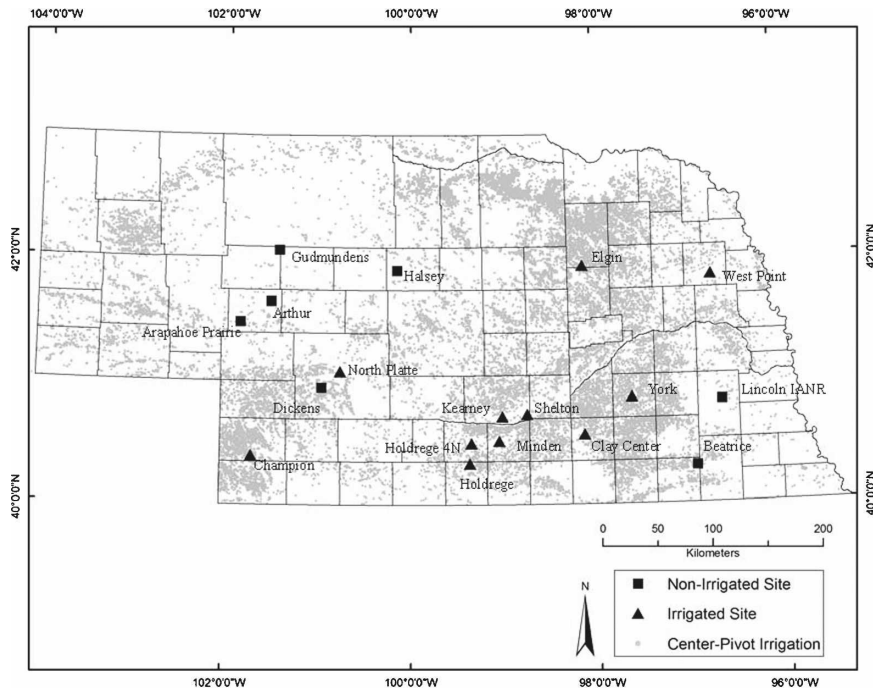 104°0'0"W 102°0'0"W 100°0'0"W 98°0'0"W 96°0'0"W
42°0'0"N 42°0'0"N
Gudmundens
Elgin
Halsey
West Point
Arthur
Arapahoe Prairie
North Platte
Dickens
Kearney
Shelton
York
Lincoln IANR
Holdrege 4N
Minden
Clay Center
Beatrice
Champion
Holdrege
40°0'0"N 40°0'0"N
0 50 100 200
Kilometers
N
Non-Irrigated Site
Irrigated Site
Center-Pivot Irrigation
102°0'0"W 100°0'0"W 98°0'0"W 96°0'0"W